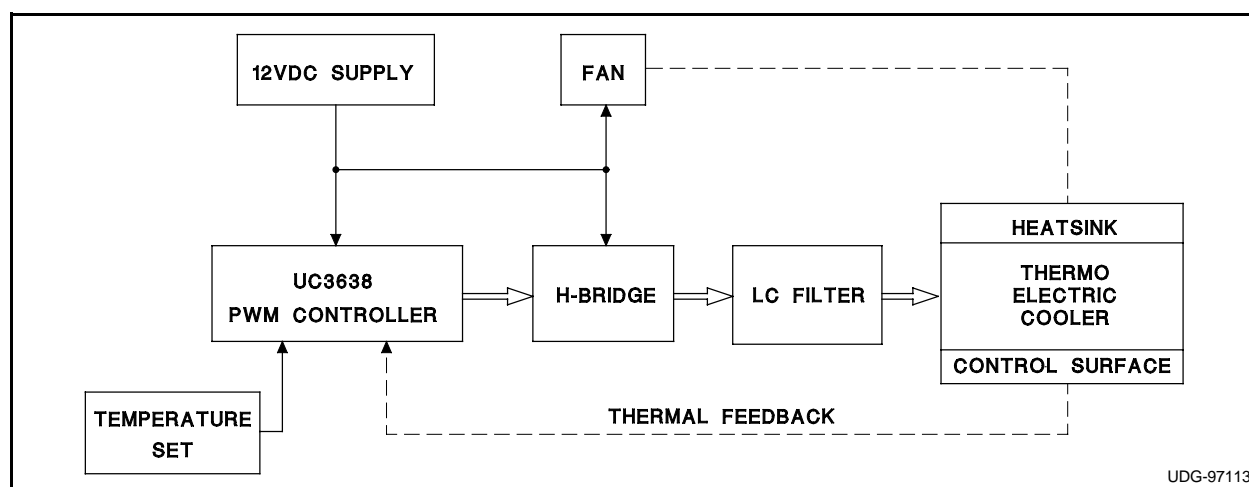 12VDC SUPPLY
FAN
UC3638
PWM CONTROLLER
H-BRIDGE
LC FILTER
HEATSINK
THERMO
ELECTRIC
COOLER
CONTROL SURFACE
TEMPERATURE
SET
THERMAL FEEDBACK
UDG-97113